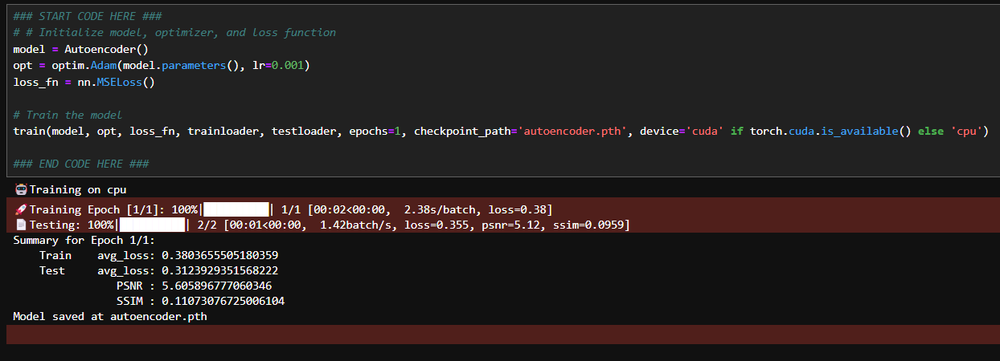 ### START CODE HERE ###
# # Initialize model, optimizer, and loss function
model = Autoencoder()
opt = optim.Adam(model.parameters(), lr=0.001)
loss_fn = nn.MSELoss()
# Train the model
train(model, opt, loss_fn, trainloader, testloader, epochs=1, checkpoint_path='autoencoder.pth', device='cuda' if torch.cuda.is_available() else 'cpu')
### END CODE HERE ###
🤖Training on cpu
🚀Training Epoch [1/1]: 100%|██████████| 1/1 [00:02<00:00,  2.38s/batch, loss=0.38]
📄Testing: 100%|██████████| 2/2 [00:01<00:00,  1.42batch/s, loss=0.355, psnr=5.12, ssim=0.0959]
Summary for Epoch 1/1:
    Train    avg_loss: 0.3803655505180359
    Test     avg_loss: 0.3123929351568222
                PSNR : 5.605896777060346
                SSIM : 0.11073076725006104
Model saved at autoencoder.pth